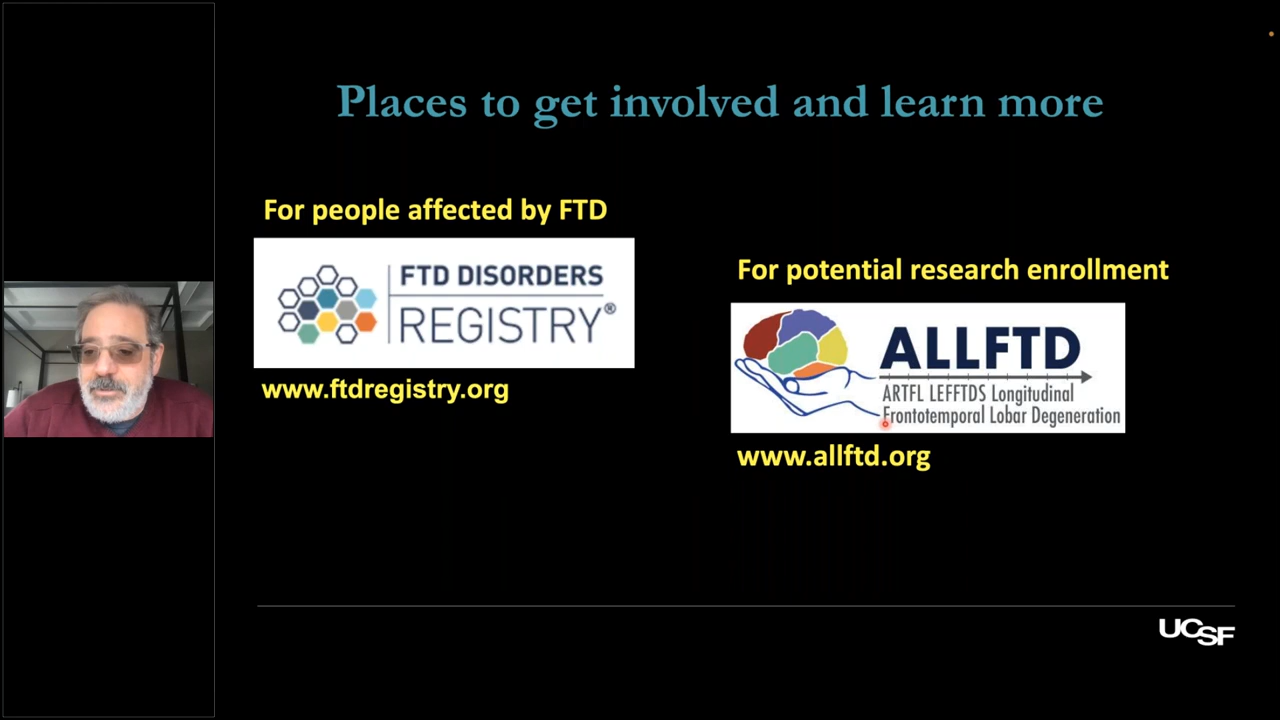 Places to get involved and learn more
For people affected by FTD
FTD DISORDERS
REGISTRY®
www.ftdregistry.org
For potential research enrollment
ALLFTD
ARTFL LEFFTDS Longitudinal
Frontotemporal Lobar Degeneration
www.allftd.org
UCSF